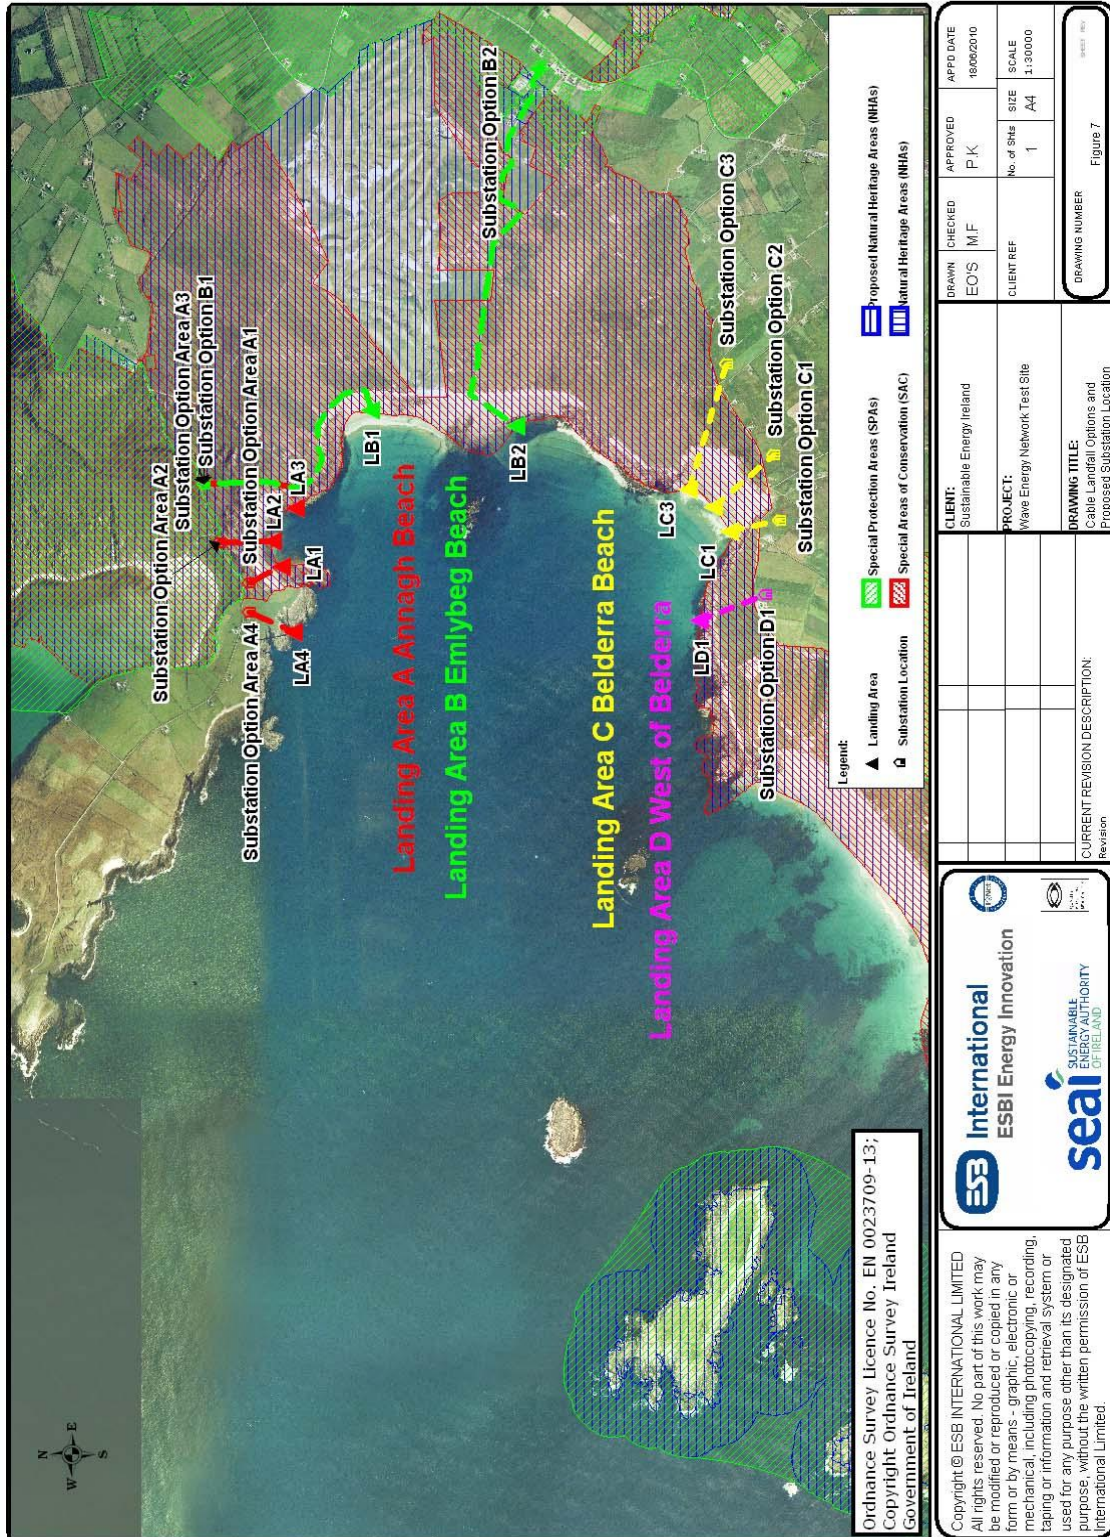 N
W
E
S
Substation Option Area A2
Substation Option Area A3
Substation Option B1
Substation Option Area A1
Substation Option Area A4
LA4
LA1
LA2
LA3
LB1
LB2
Substation Option B2
Landing Area A Annagh Beach
Landing Area B Emlybeg Beach
Landing Area C Belderra Beach
Landing Area D West of Belderra
LC3
LC1
LD1
Substation Option C3
Substation Option C2
Substation Option C1
Substation Option D1
Legend:
Landing Area
Substation Location
Special Protection Areas (SPAs)
Special Areas of Conservation (SAC)
Proposed Natural Heritage Areas (NHAs)
Natural Heritage Areas (NHAs)
Ordnance Survey Licence No. EN 0023709-13;
Copyright Ordnance Survey Ireland
Government of Ireland
Copyright © ESB INTERNATIONAL LIMITED
All rights reserved. No part of this work may
be modified or reproduced or copied in any
form or by means - graphic, electronic or
mechanical, including photocopying, recording,
taping or information and retrieval system or
used for any purpose other than its designated
purpose, without the written permission of ESB
International Limited.
ESB International
ESBI Energy Innovation
seai SUSTAINABLE
ENERGY AUTHORITY
OF IRELAND
CURRENT REVISION DESCRIPTION:
Revision
CLIENT:
Sustainable Energy Ireland
PROJECT:
Wave Energy Network Test Site
DRAWING TITLE:
Cable Landfall Options and
Proposed Substation Location
DRAWN
EO'S
CHECKED
M.F
APPROVED
P.K
APPD DATE
18/06/2010
CLIENT REF
No. of Shts
1
SIZE
A4
SCALE
1:30000
DRAWING NUMBER
Figure 7
SHEET
REV